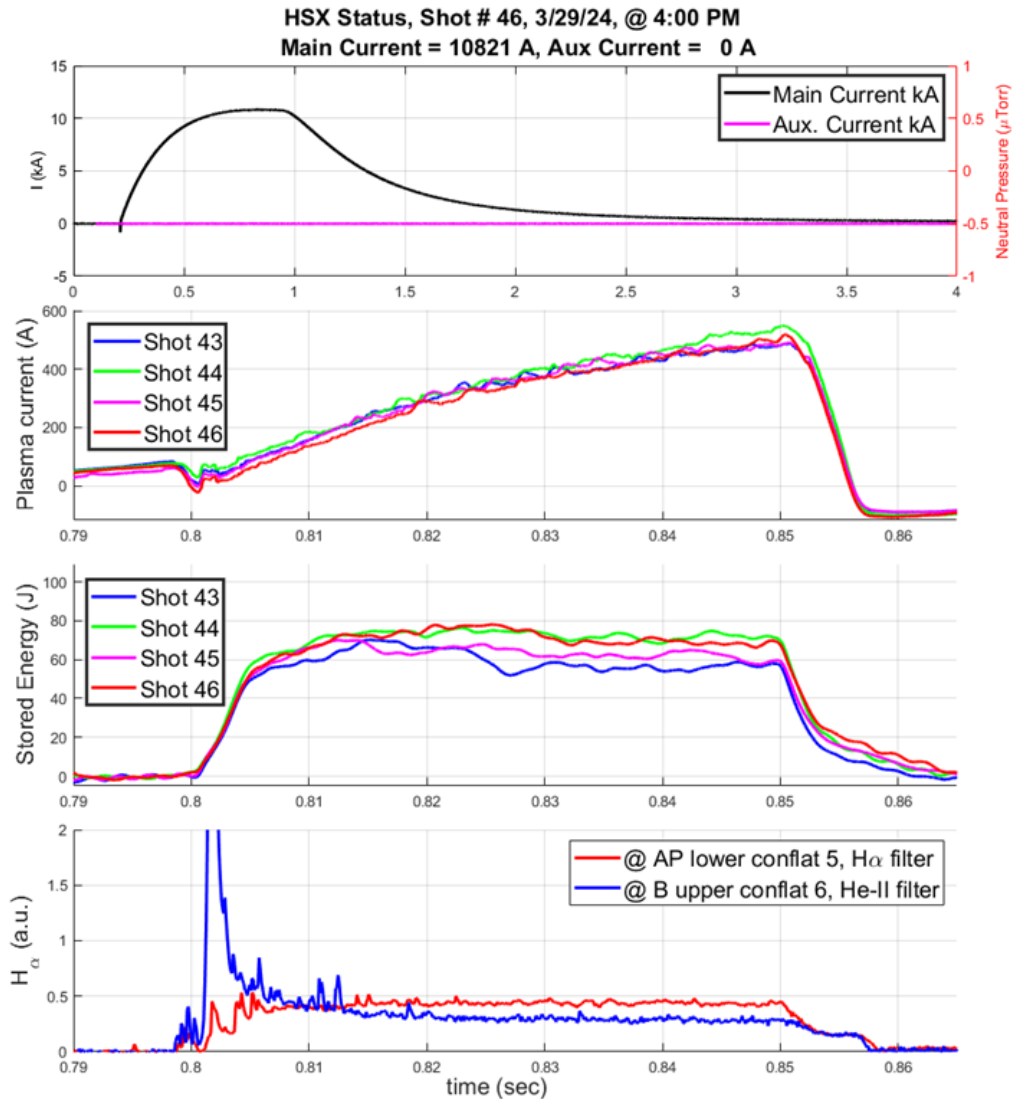 HSX Status, Shot # 46, 3/29/24, @ 4:00 PM
Main Current = 10821 A, Aux Current = 0 A
15
10
5
0
-5
I (kA)
Main Current kA
Aux. Current kA
1
0.5
0
-0.5
-1
Neutral Pressure (μTorr)
0 0.5 1 1.5 2 2.5 3 3.5 4
600
400
200
0
Plasma current (A)
Shot 43
Shot 44
Shot 45
Shot 46
0.79 0.8 0.81 0.82 0.83 0.84 0.85 0.86
100
80
60
40
20
0
Stored Energy (J)
Shot 43
Shot 44
Shot 45
Shot 46
0.79 0.8 0.81 0.82 0.83 0.84 0.85 0.86
2
1.5
1
0.5
0
Hα (a.u.)
@ AP lower conflat 5, Hα filter
@ B upper conflat 6, He-II filter
0.79 0.8 0.81 0.82 0.83 0.84 0.85 0.86
time (sec)